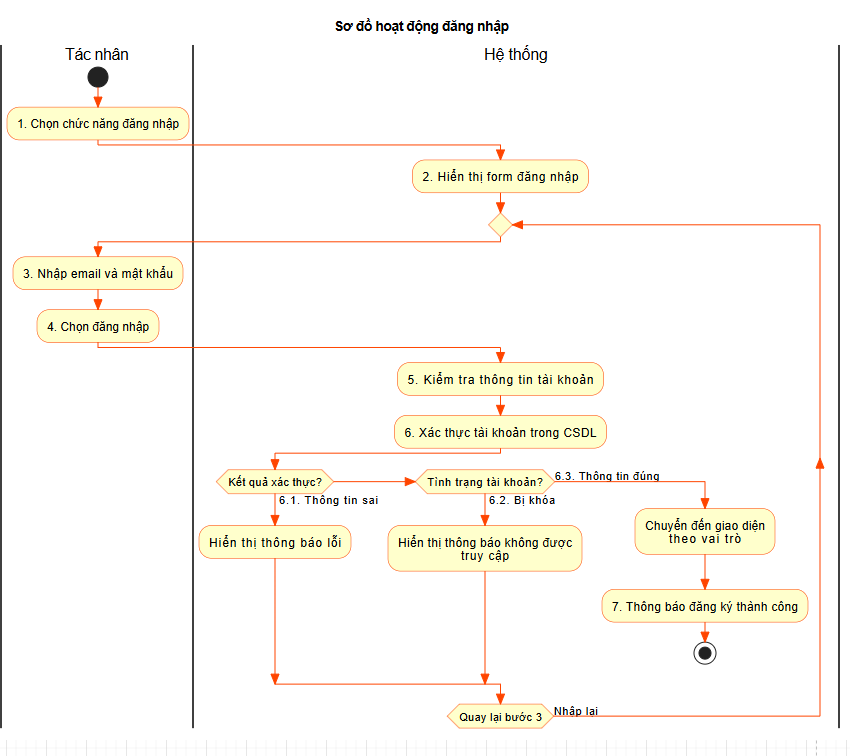 Sơ đồ hoạt động đăng nhập
Tác nhân
Hệ thống
1. Chọn chức năng đăng nhập
2. Hiển thị form đăng nhập
3. Nhập email và mật khẩu
4. Chọn đăng nhập
5. Kiểm tra thông tin tài khoản
6. Xác thực tài khoản trong CSDL
Kết quả xác thực?
Tình trạng tài khoản?
6.3. Thông tin đúng
6.1. Thông tin sai
6.2. Bị khóa
Hiển thị thông báo lỗi
Hiển thị thông báo không được
truy cập
Chuyển đến giao diện
theo vai trò
7. Thông báo đăng ký thành công
Quay lại bước 3
Nhập lại